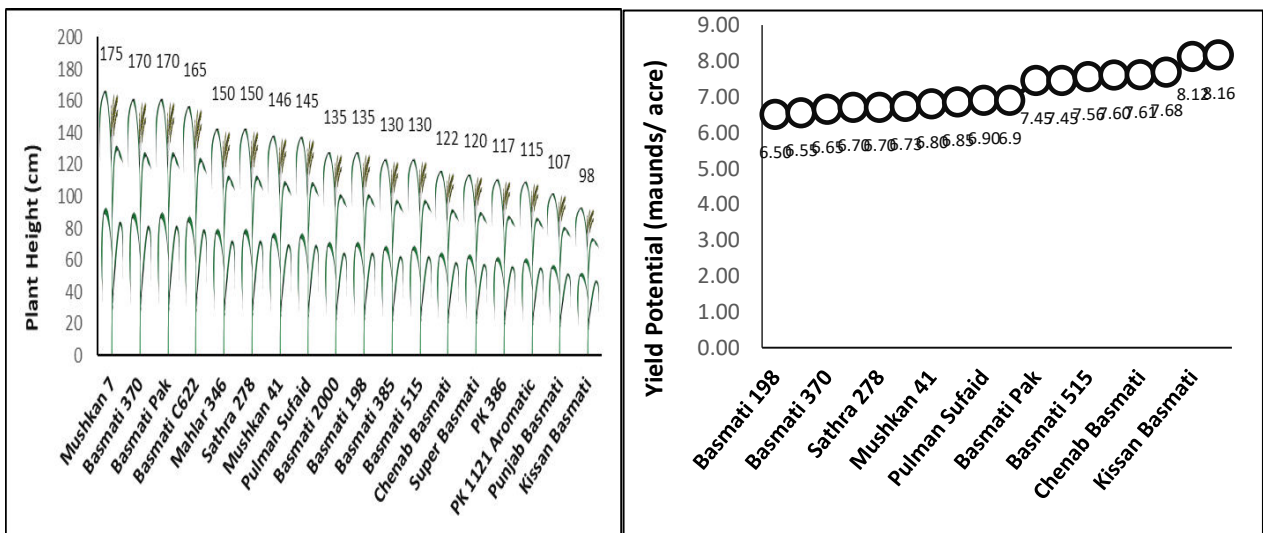 Plant Height (cm)
200
180
160
140
120
100
80
60
40
20
0
175
170
170
165
150
150
146
145
135
135
130
130
122
120
117
115
107
98
Mushkan 7
Basmati 370
Basmati Pak
Basmati C622
Mahlar 346
Sathra 278
Mushkan 41
Pulman Sufaid
Basmati 2000
Basmati 198
Basmati 385
Basmati 515
Chenab Basmati
Super Basmati
PK 386
PK 1121 Aromatic
Punjab Basmati
Kissan Basmati
Yield Potential (maunds/ acre)
9.00
8.00
7.00
6.00
5.00
4.00
3.00
2.00
1.00
0.00
6.50
6.55
6.65
6.70
6.70
6.73
6.80
6.85
6.90
6.9
7.45
7.45
7.56
7.60
7.61
7.68
8.12
8.16
Basmati 198
Basmati 370
Sathra 278
Mushkan 41
Pulman Sufaid
Basmati Pak
Basmati 515
Chenab Basmati
Kissan Basmati